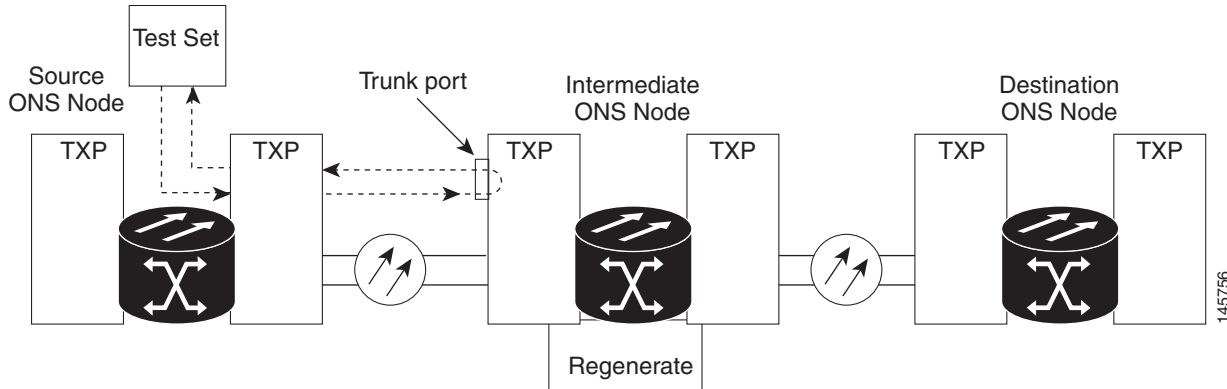 Test Set
Source
ONS Node
Trunk port
Intermediate
ONS Node
Destination
ONS Node
TXP
TXP
TXP
TXP
TXP
TXP
Regenerate
145756